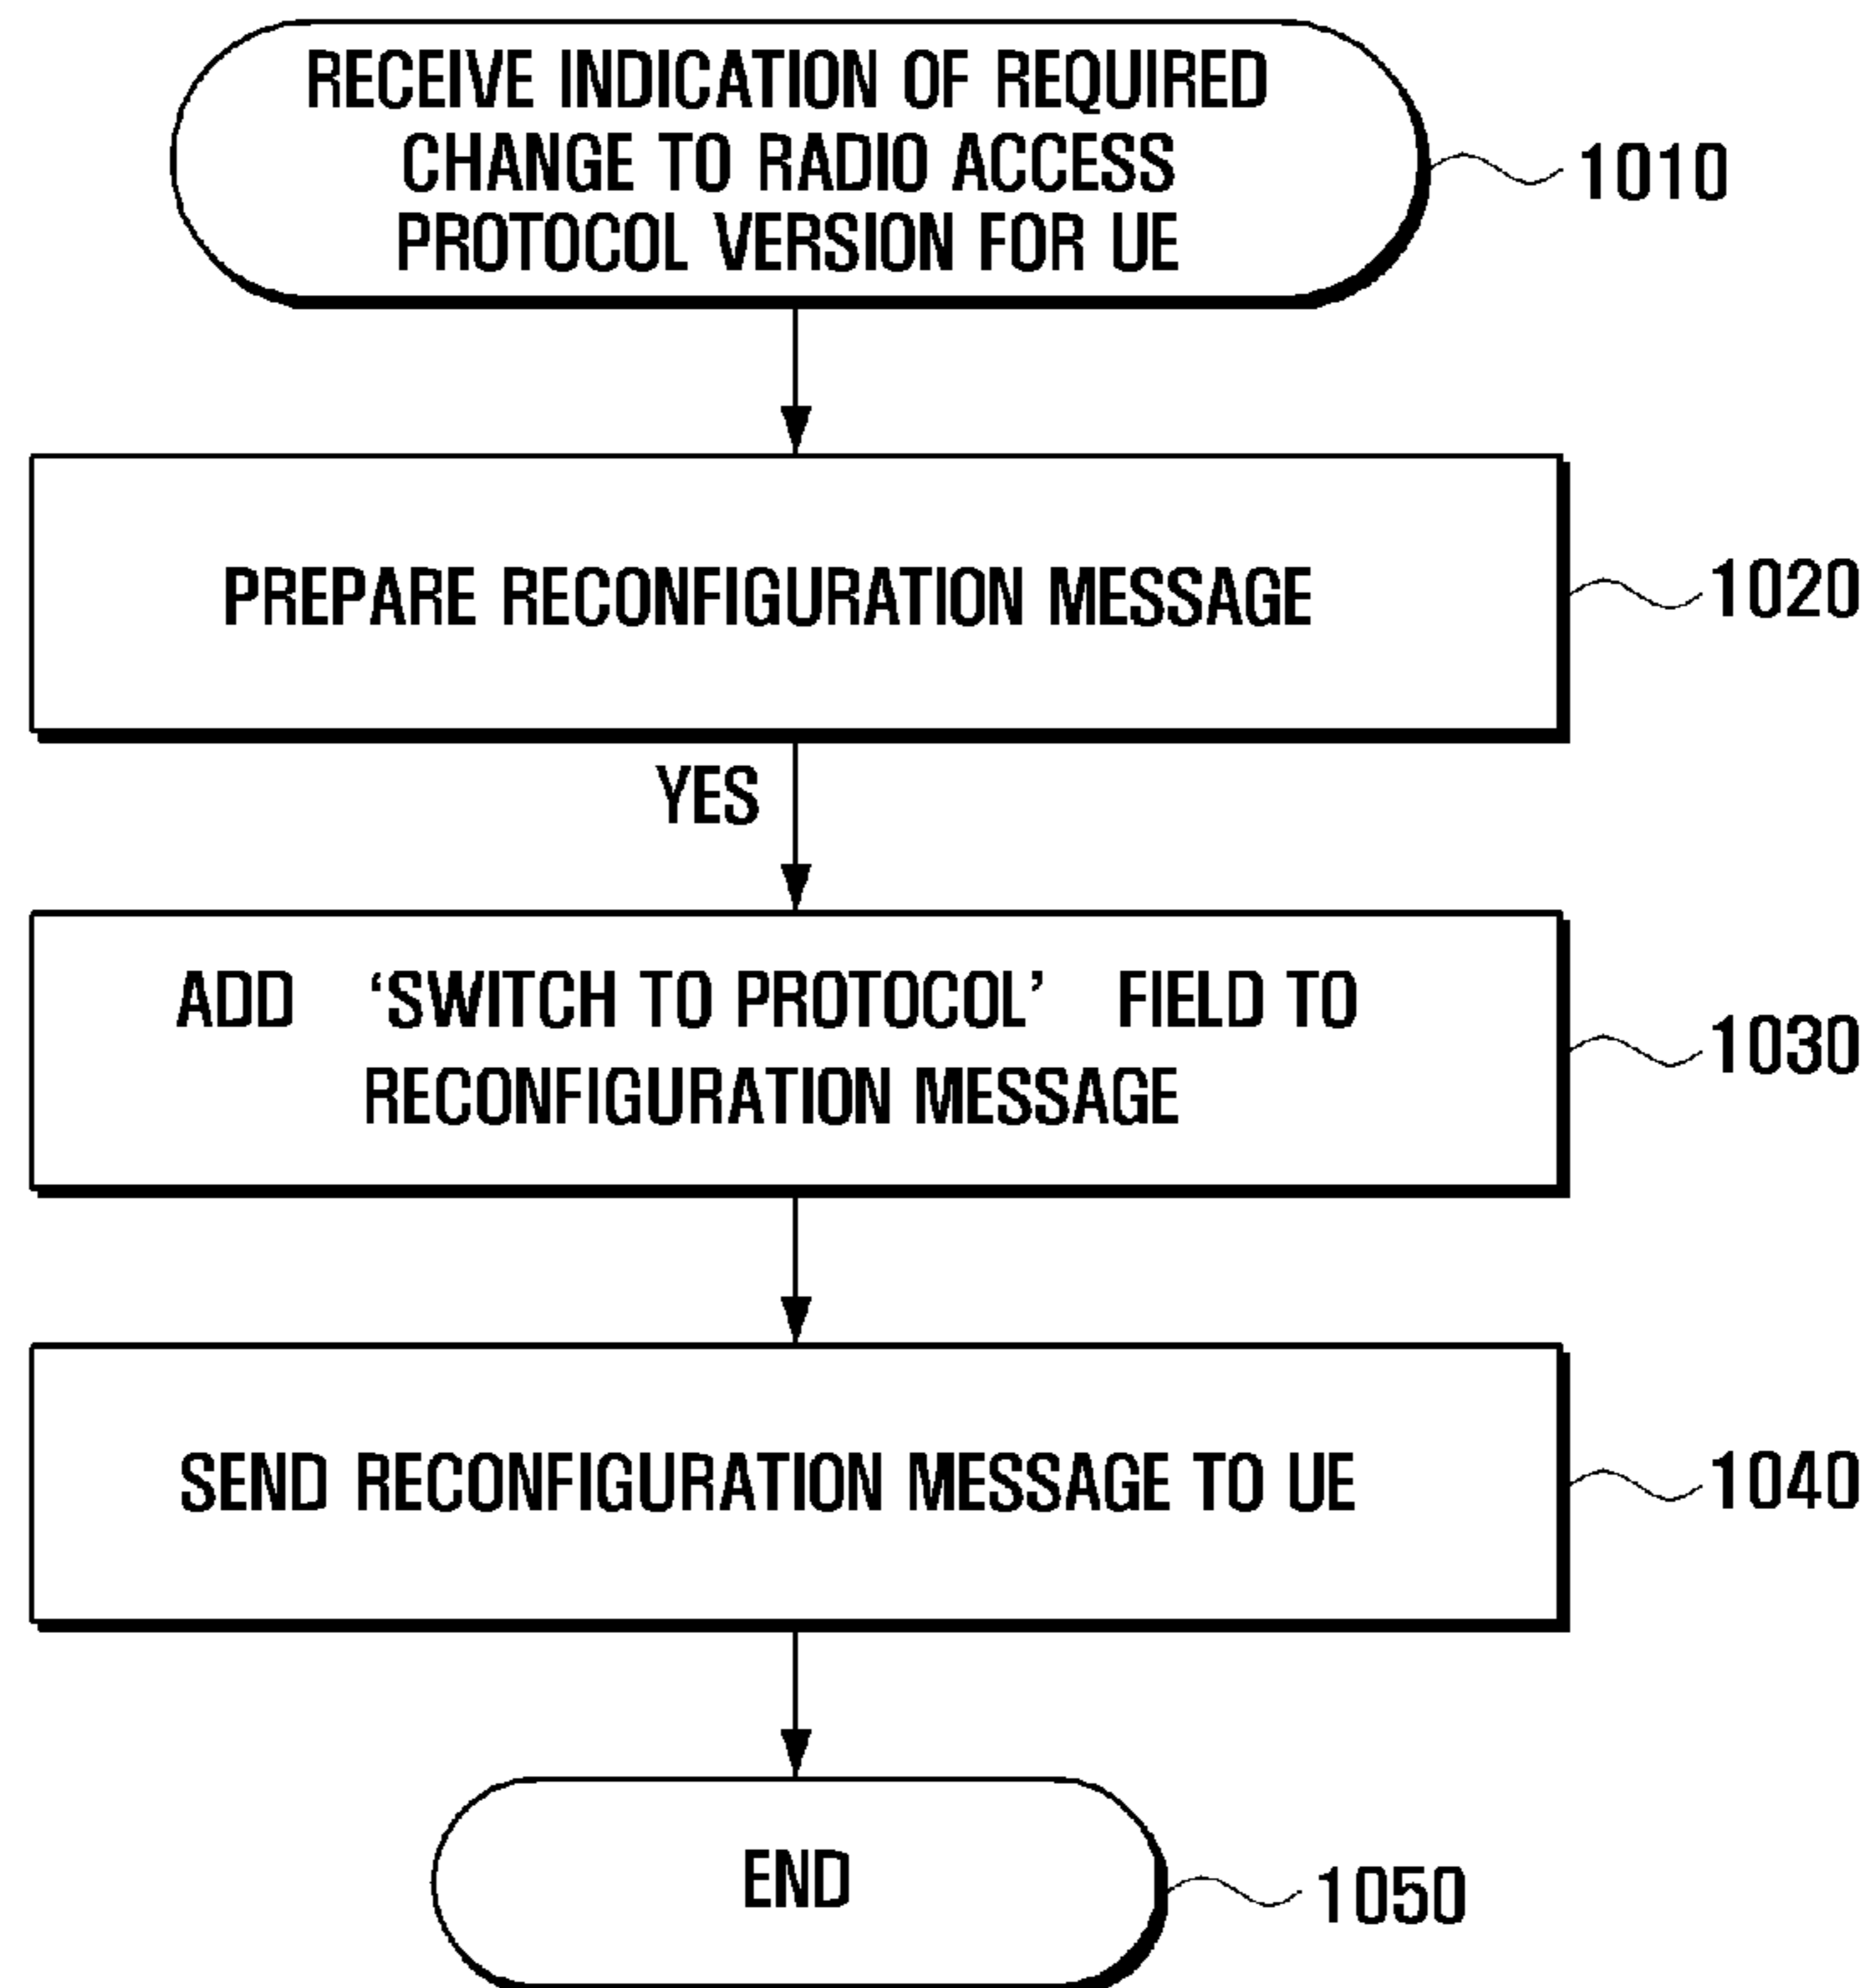 RECEIVE INDICATION OF REQUIRED
CHANGE TO RADIO ACCESS
PROTOCOL VERSION FOR UE
1010
PREPARE RECONFIGURATION MESSAGE
1020
YES
ADD ‘SWITCH TO PROTOCOL’ FIELD TO
RECONFIGURATION MESSAGE
1030
SEND RECONFIGURATION MESSAGE TO UE
1040
END
1050